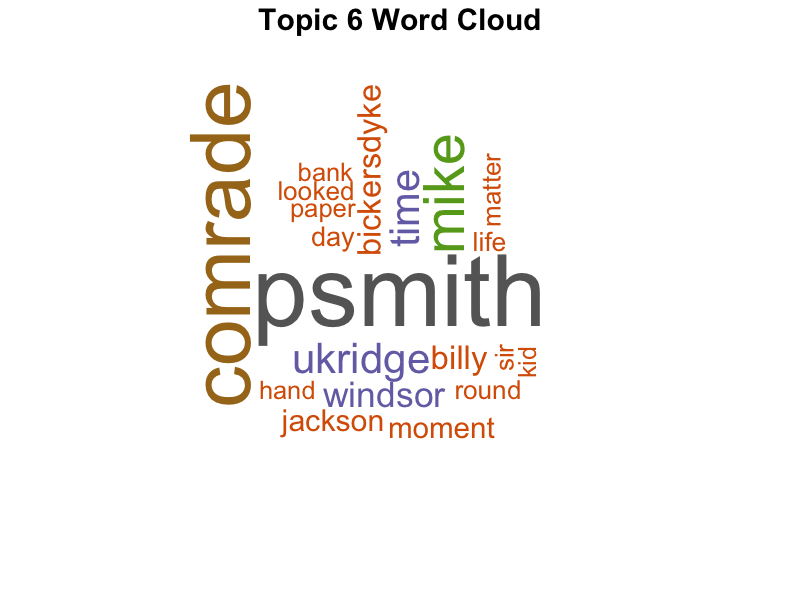 Topic 6 Word Cloud
comrade
bickersdyke
mike
matter
bank
looked
paper
day
time
life
psmith
ukridge
billy
sir
kid
hand
windsor
round
jackson
moment